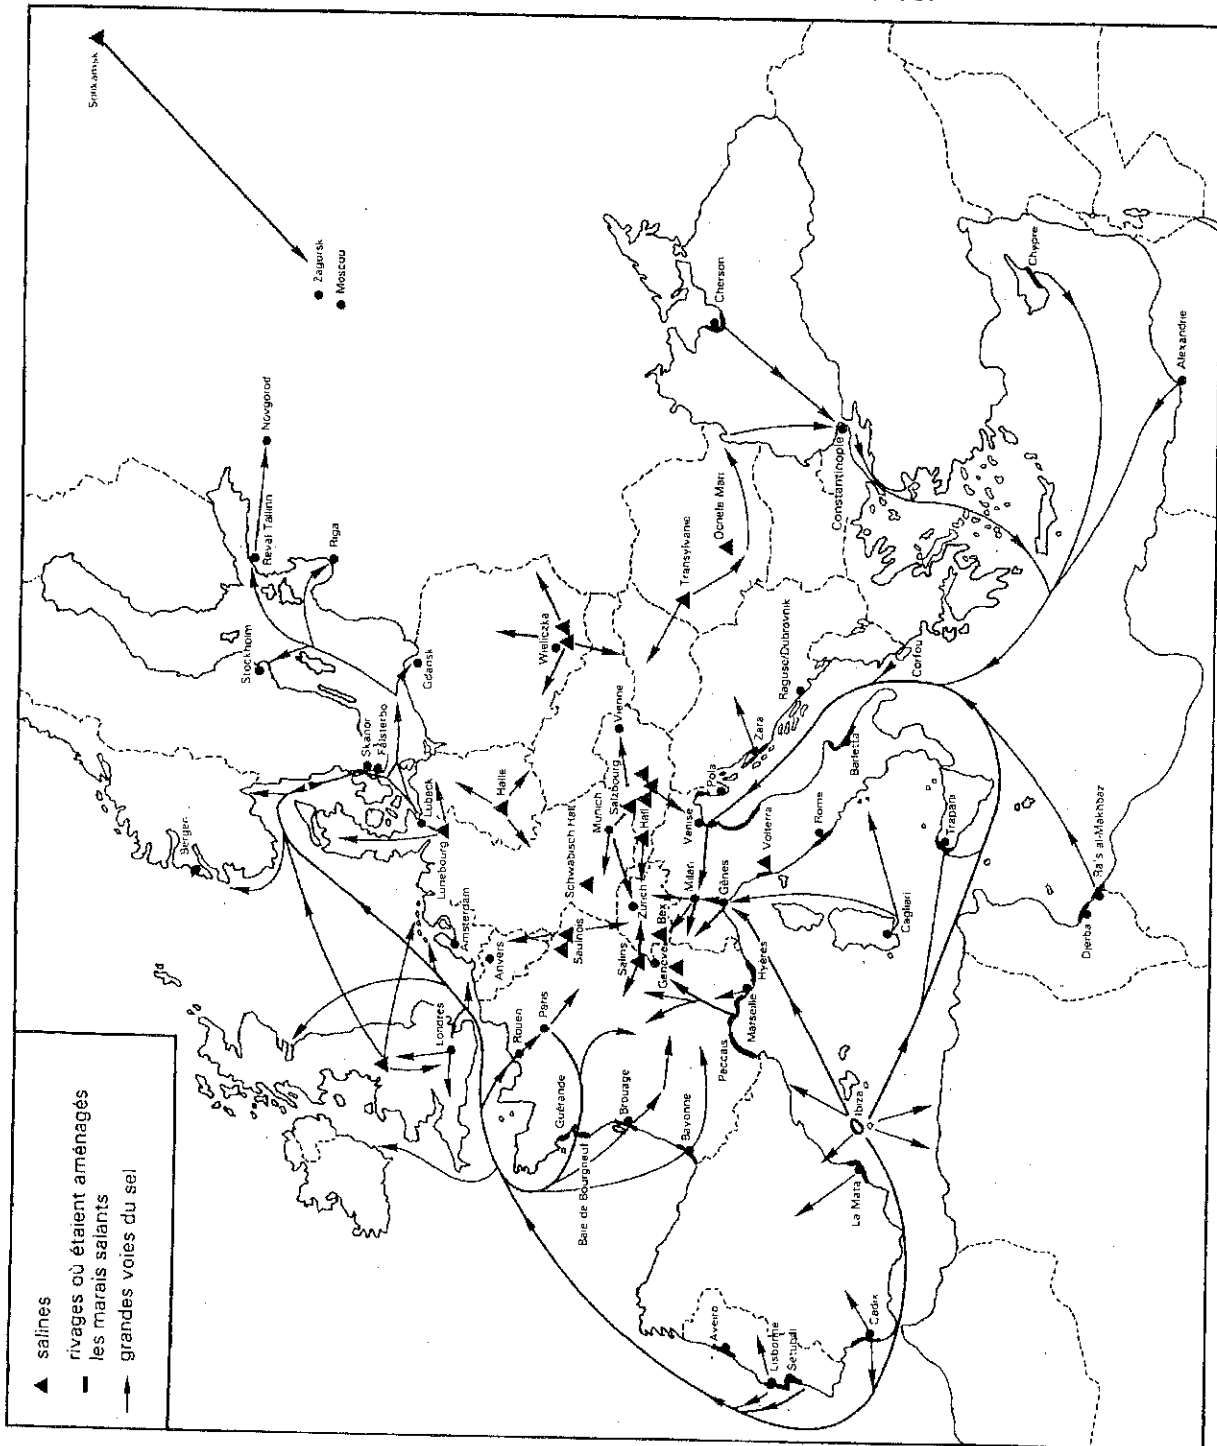 salines
rivages où étaient aménagés
les marais salants
grandes voies du sel
Solikamsk
Zagorsk
Moscou
Novgorod
Reval Tallinn
Riga
Stockholm
Gdansk
Skanör
Falsterbo
Bergen
Lübeck
Lunebourg
Halle
Amsterdam
Anvers
Londres
Rouen
Paris
Guérande
Baie de Bourgneuf
Brouage
Bayonne
Saulnois
Schwäbisch Hall
Munich
Salzbourg
Hall
Vienne
Wieliczka
Zurich
Salins
Genève
Bex
Milan
Gênes
Venise
Pola
Zara
Raguse/Dubrovnik
Transylvanie
Ocnele Mari
Cherson
Constantinople
Chypre
Alexandrie
Corfou
Barletta
Volterra
Rome
Trapani
Cagliari
Ra's al-Makhbaz
Djerba
Hyères
Marseille
Peccais
Ibiza
La Mata
Cadix
Aveiro
Lisbonne
Setubal